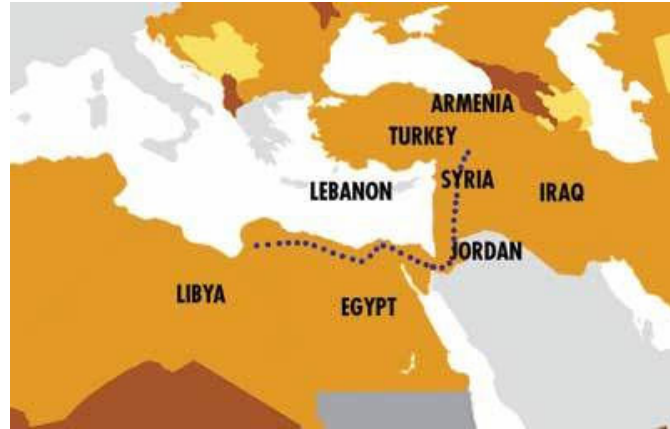 ARMENIA
TURKEY
SYRIA
LEBANON
IRAQ
JORDAN
LIBYA
EGYPT